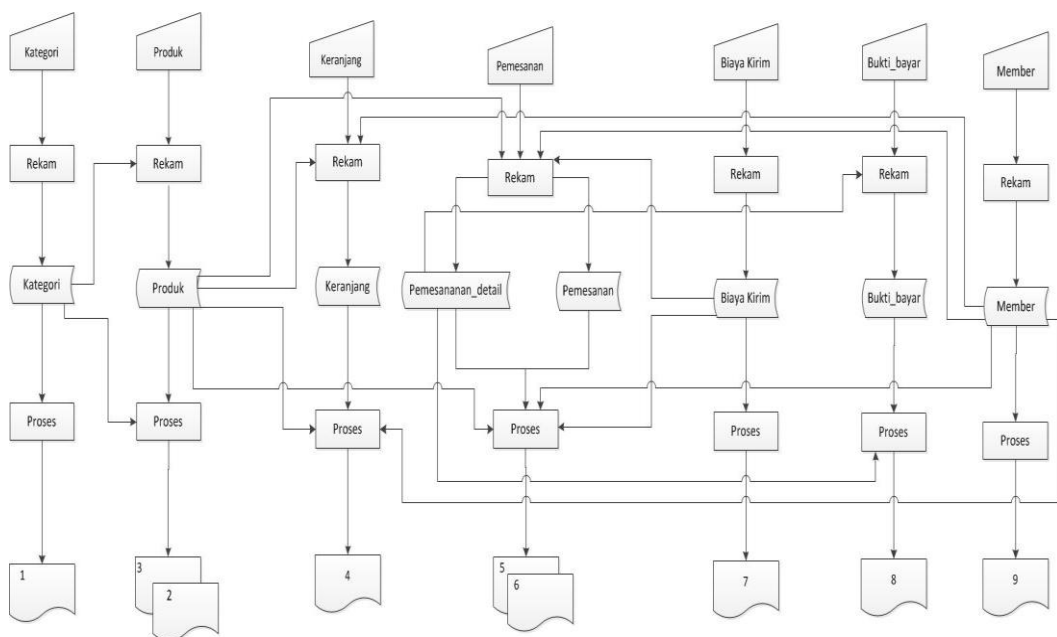 Kategori
Produk
Keranjang
Pemesanan
Biaya Kirim
Bukti_bayar
Member
Rekam
Rekam
Rekam
Rekam
Rekam
Rekam
Rekam
Kategori
Produk
Keranjang
Pemesananan_detail
Pemesanan
Biaya Kirim
Bukti_bayar
Member
Proses
Proses
Proses
Proses
Proses
Proses
Proses
1
3
2
4
5
6
7
8
9